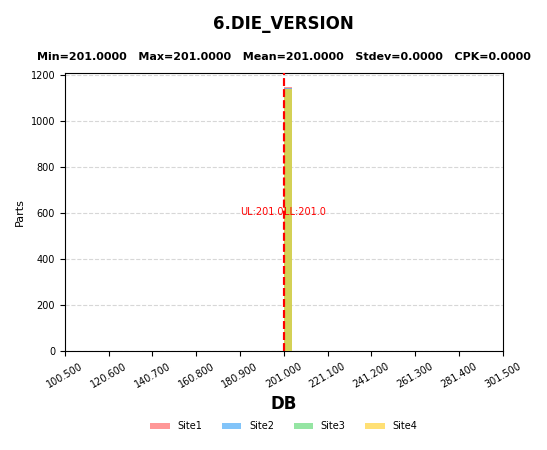 6.DIE_VERSION
Min=201.0000 Max=201.0000 Mean=201.0000 Stdev=0.0000 CPK=0.0000
1200
1000
800
600
400
200
0
Parts
UL:201.0LL:201.0
100.500 120.600 140.700 160.800 180.900 201.000 221.100 241.200 261.300 281.400 301.500
DB
Site1 Site2 Site3 Site4